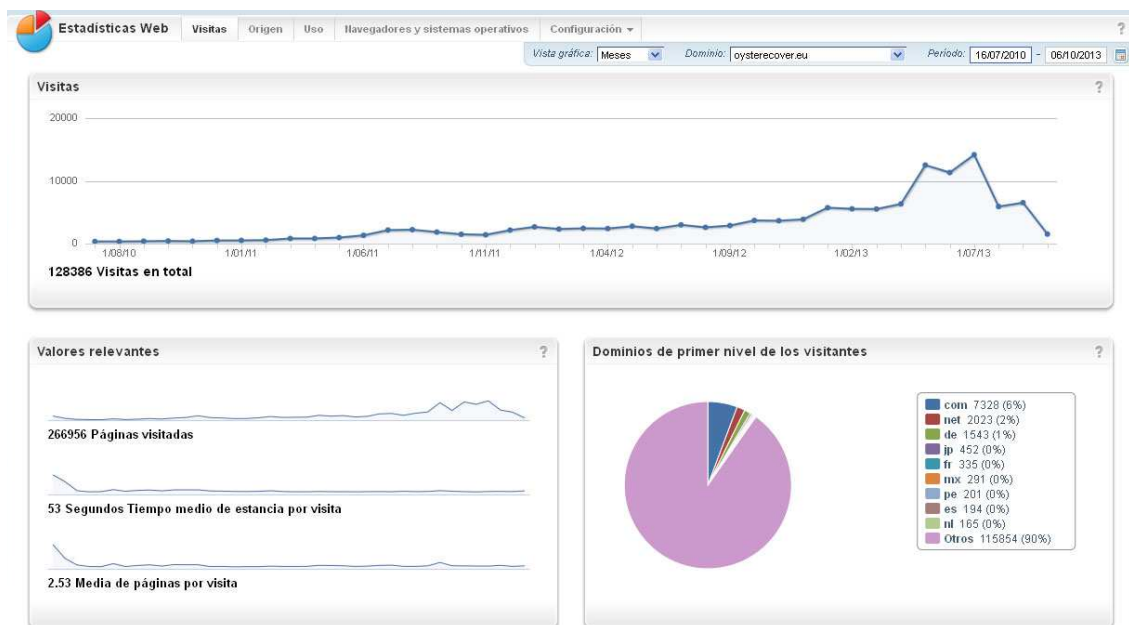 Estadísticas Web Visitas Origen Uso Navegadores y sistemas operativos Configuración ?
Vista gráfica: Meses Dominio: oysterecover.eu Período: 16/07/2010 - 06/10/2013
Visitas ?
20000
10000
0
1/08/10 1/01/11 1/06/11 1/11/11 1/04/12 1/09/12 1/02/13 1/07/13
128386 Visitas en total
Valores relevantes ?
266956 Páginas visitadas
53 Segundos Tiempo medio de estancia por visita
2.53 Media de páginas por visita
Dominios de primer nivel de los visitantes ?
com 7328 (6%)
net 2023 (2%)
de 1543 (1%)
jp 452 (0%)
fr 335 (0%)
mx 291 (0%)
pe 201 (0%)
es 194 (0%)
nl 165 (0%)
Otros 115854 (90%)